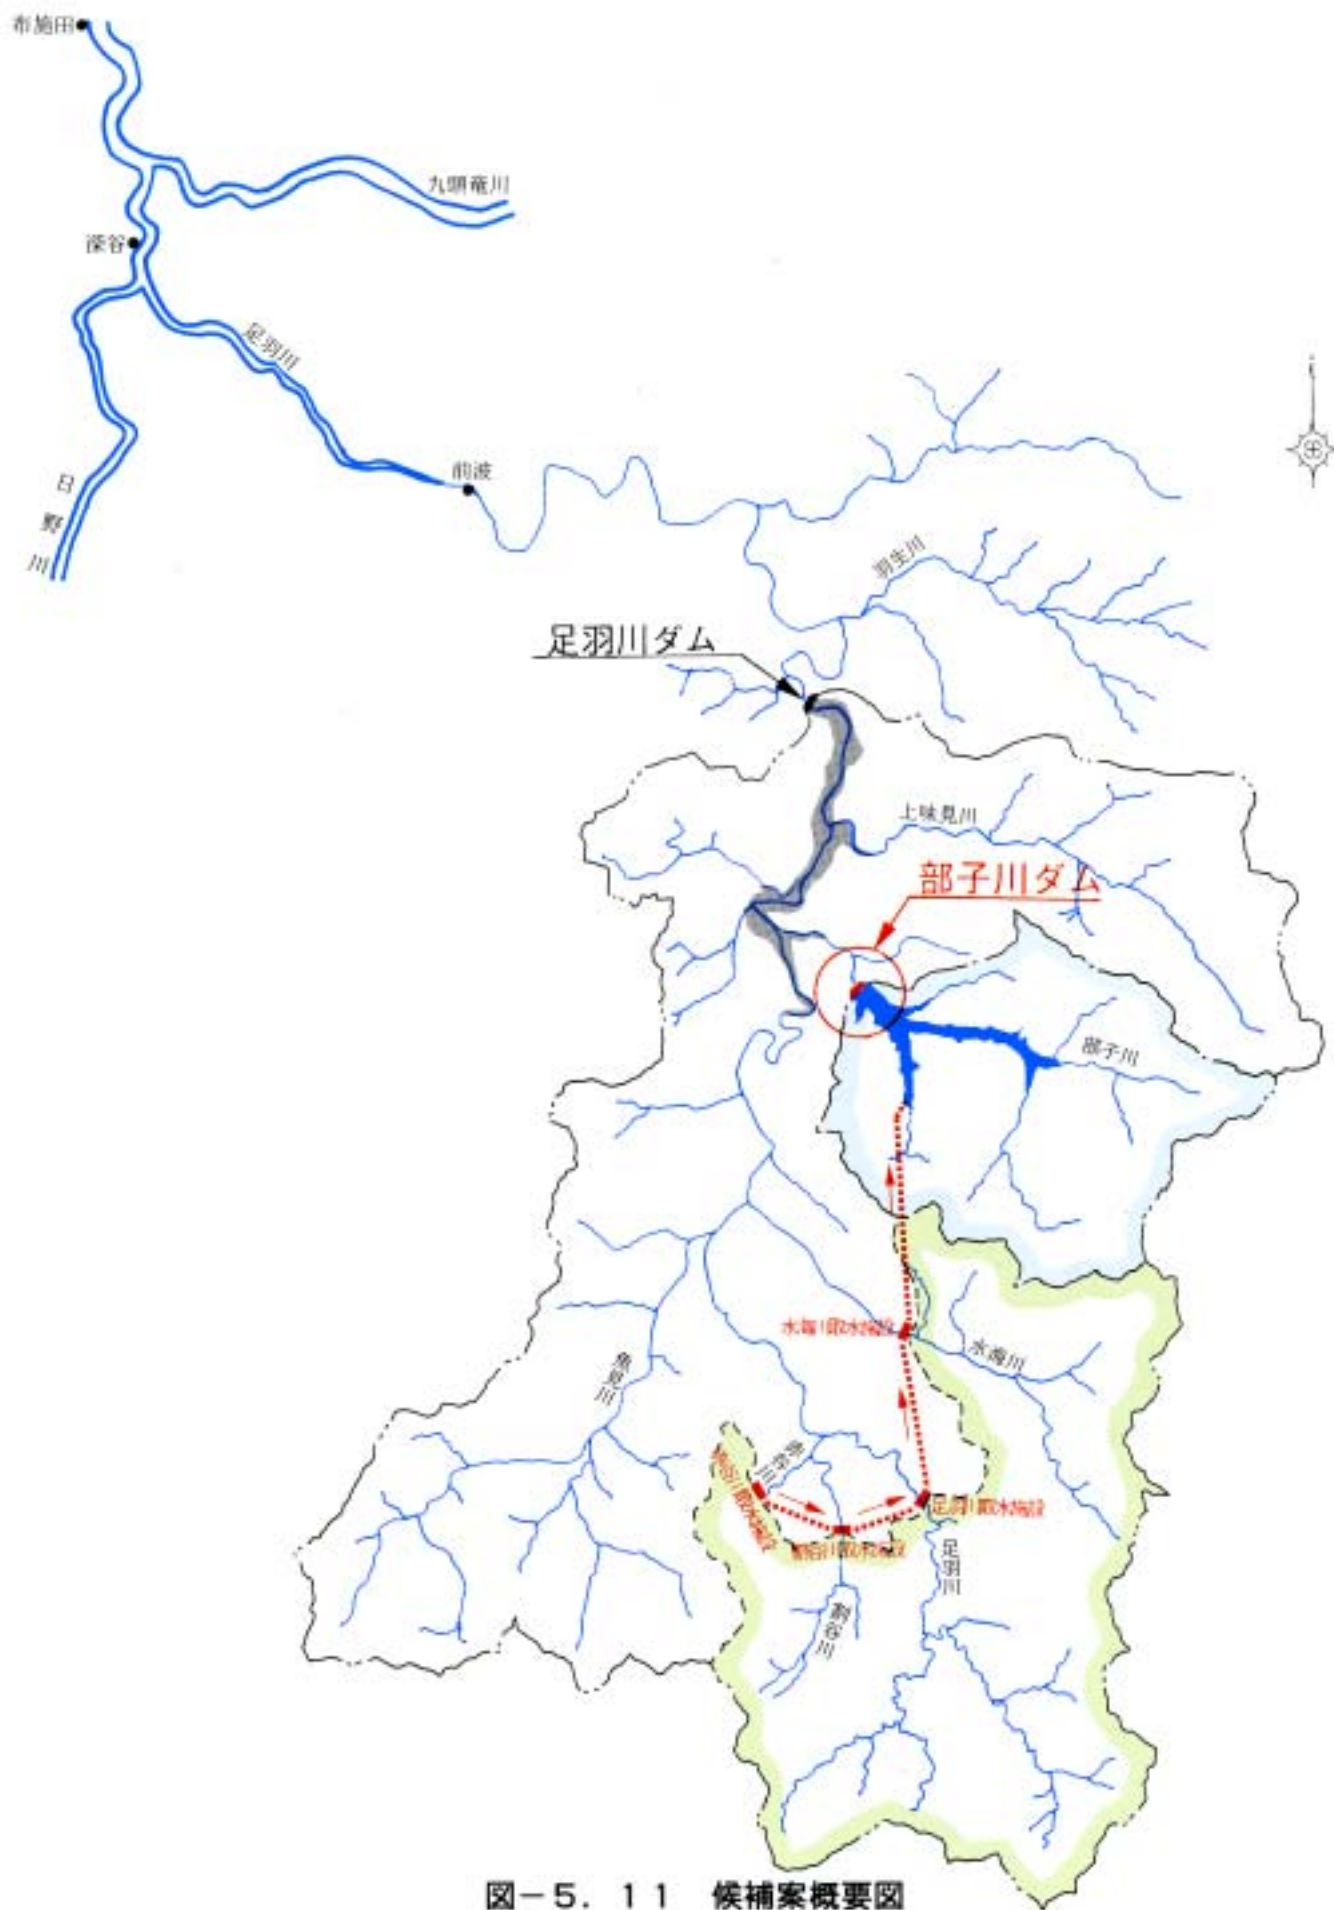 布施田
九頭竜川
深谷
足羽川
前波
日野川
羽生川
足羽川ダム
上味見川
部子川ダム
部子川
水海川取水施設
水海川
魚見川
足羽川取水施設
割谷川取水施設
足羽川
割谷川
図－5．11　候補案概要図